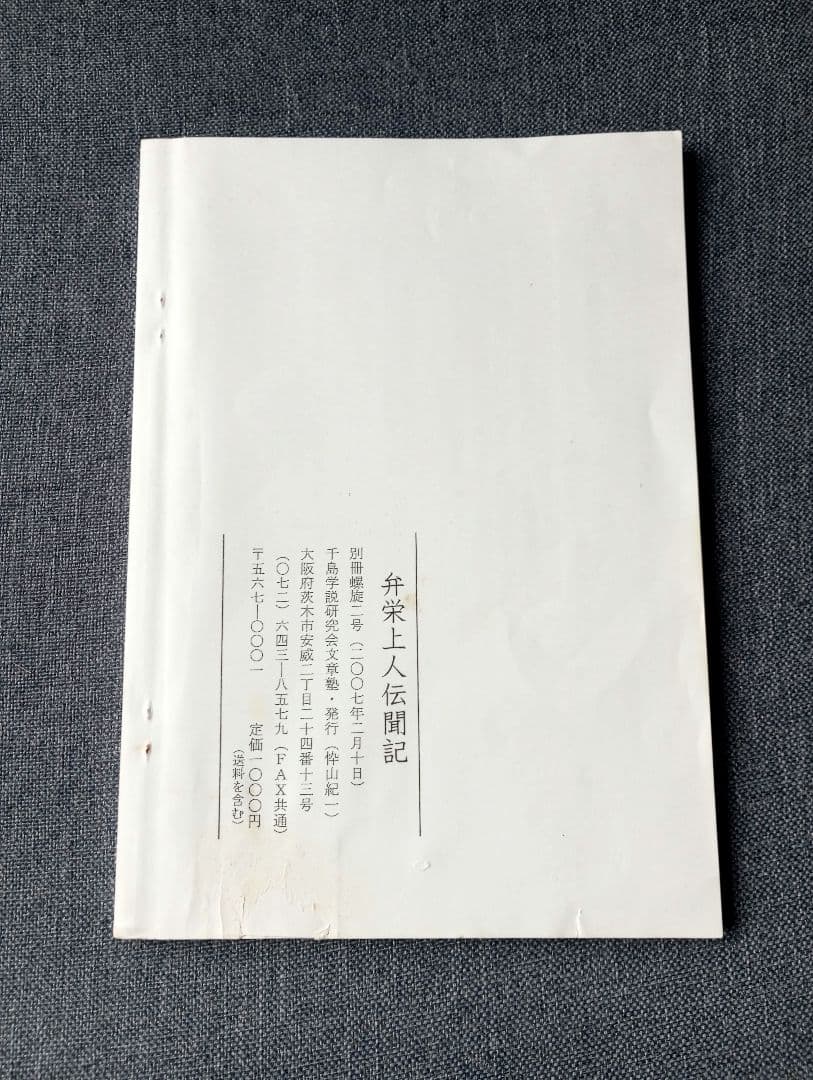 弁栄上人伝聞記
別冊螺旋二号（二〇〇七年二月十日）
千島学説研究会文章塾・発行（忰山紀一）
大阪府茨木市安威二丁目二十四番十三号
（〇七二）六四三―八五七九（ＦＡＸ共通）
〒五六七―〇〇〇一　定価一〇〇〇円
（送料を含む）